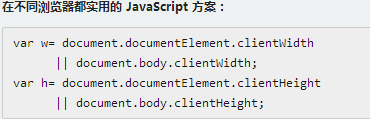 在不同浏览器都实用的 JavaScript 方案：
var w= document.documentElement.clientWidth
|| document.body.clientWidth;
var h= document.documentElement.clientHeight
|| document.body.clientHeight;